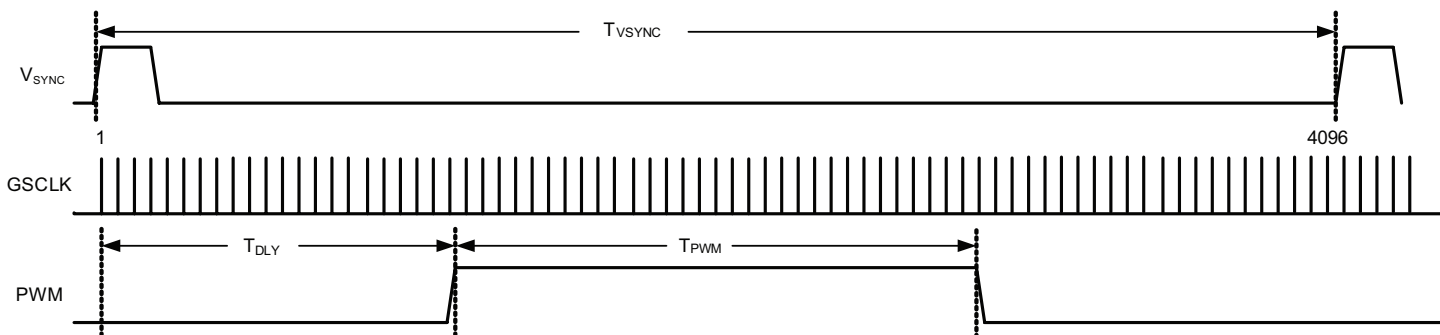 TVSYNC
VSYNC
1
4096
GSCLK
TDLY
TPWM
PWM